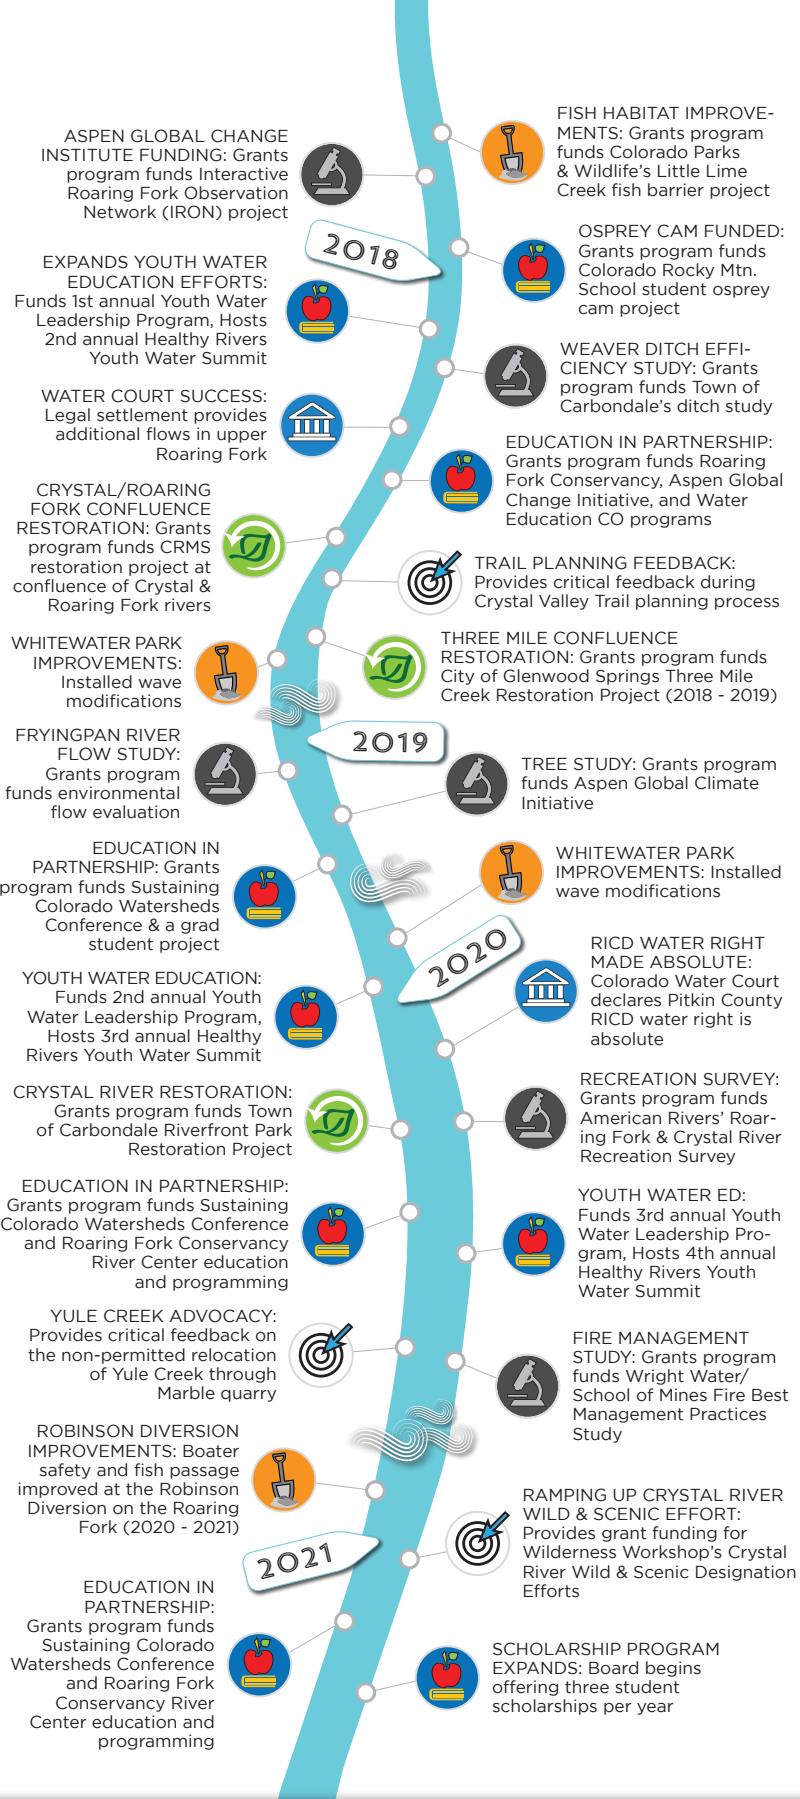 FISH HABITAT IMPROVE-
MENTS: Grants program
funds Colorado Parks
& Wildlife's Little Lime
Creek fish barrier project
ASPEN GLOBAL CHANGE
INSTITUTE FUNDING: Grants
program funds Interactive
Roaring Fork Observation
Network (IRON) project
2018
OSPREY CAM FUNDED:
Grants program funds
Colorado Rocky Mtn.
School student osprey
cam project
EXPANDS YOUTH WATER
EDUCATION EFFORTS:
Funds 1st annual Youth Water
Leadership Program, Hosts
2nd annual Healthy Rivers
Youth Water Summit
WEAVER DITCH EFFI-
CIENCY STUDY: Grants
program funds Town of
Carbondale's ditch study
WATER COURT SUCCESS:
Legal settlement provides
additional flows in upper
Roaring Fork
EDUCATION IN PARTNERSHIP:
Grants program funds Roaring
Fork Conservancy, Aspen Global
Change Initiative, and Water
Education CO programs
CRYSTAL/ROARING
FORK CONFLUENCE
RESTORATION: Grants
program funds CRMS
restoration project at
confluence of Crystal &
Roaring Fork rivers
TRAIL PLANNING FEEDBACK:
Provides critical feedback during
Crystal Valley Trail planning process
WHITEWATER PARK
IMPROVEMENTS:
Installed wave
modifications
THREE MILE CONFLUENCE
RESTORATION: Grants program funds
City of Glenwood Springs Three Mile
Creek Restoration Project (2018 - 2019)
2019
FRYINGPAN RIVER
FLOW STUDY:
Grants program
funds environmental
flow evaluation
TREE STUDY: Grants program
funds Aspen Global Climate
Initiative
EDUCATION IN
PARTNERSHIP: Grants
program funds Sustaining
Colorado Watersheds
Conference & a grad
student project
WHITEWATER PARK
IMPROVEMENTS: Installed
wave modifications
2020
RICD WATER RIGHT
MADE ABSOLUTE:
Colorado Water Court
declares Pitkin County
RICD water right is
absolute
YOUTH WATER EDUCATION:
Funds 2nd annual Youth
Water Leadership Program,
Hosts 3rd annual Healthy
Rivers Youth Water Summit
RECREATION SURVEY:
Grants program funds
American Rivers' Roar-
ing Fork & Crystal River
Recreation Survey
CRYSTAL RIVER RESTORATION:
Grants program funds Town
of Carbondale Riverfront Park
Restoration Project
EDUCATION IN PARTNERSHIP:
Grants program funds Sustaining
Colorado Watersheds Conference
and Roaring Fork Conservancy
River Center education
and programming
YOUTH WATER ED:
Funds 3rd annual Youth
Water Leadership Pro-
gram, Hosts 4th annual
Healthy Rivers Youth
Water Summit
YULE CREEK ADVOCACY:
Provides critical feedback on
the non-permitted relocation
of Yule Creek through
Marble quarry
FIRE MANAGEMENT
STUDY: Grants program
funds Wright Water/
School of Mines Fire Best
Management Practices
Study
ROBINSON DIVERSION
IMPROVEMENTS: Boater
safety and fish passage
improved at the Robinson
Diversion on the Roaring
Fork (2020 - 2021)
RAMPING UP CRYSTAL RIVER
WILD & SCENIC EFFORT:
Provides grant funding for
Wilderness Workshop's Crystal
River Wild & Scenic Designation
Efforts
2021
EDUCATION IN
PARTNERSHIP:
Grants program funds
Sustaining Colorado
Watersheds Conference
and Roaring Fork
Conservancy River
Center education and
programming
SCHOLARSHIP PROGRAM
EXPANDS: Board begins
offering three student
scholarships per year